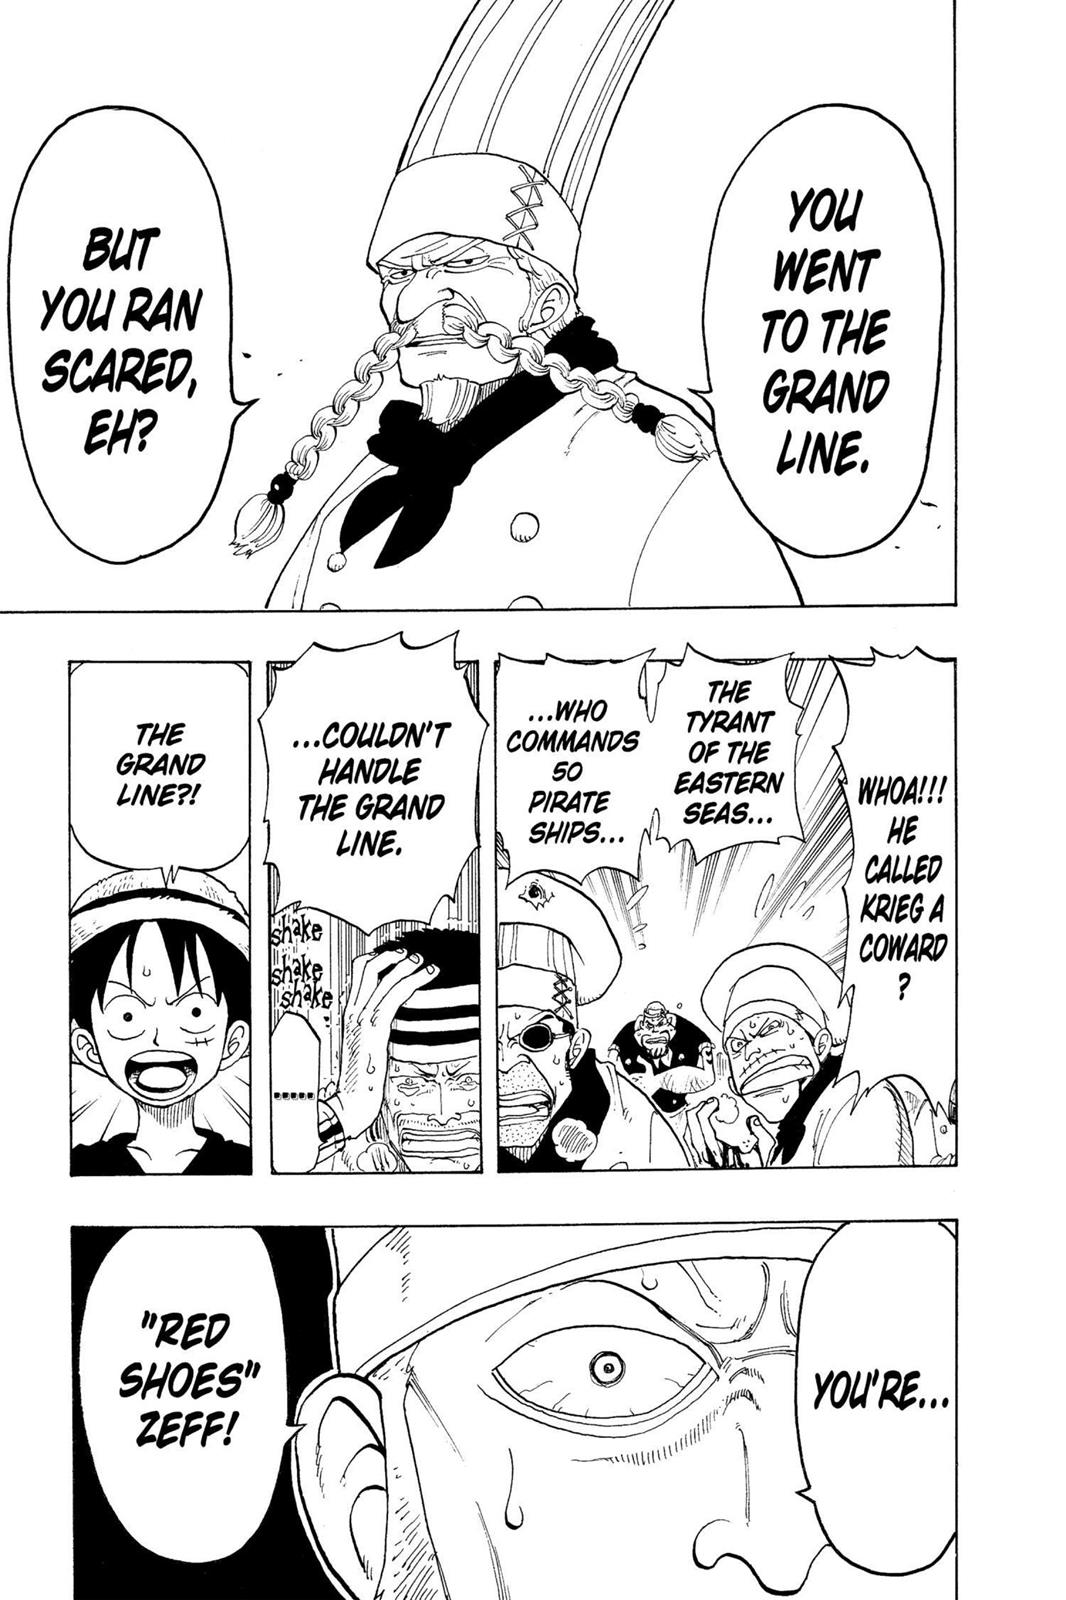 YOU
WENT
TO THE
GRAND
LINE.
BUT
YOU RAN
SCARED,
EH?
WHOA!!!
HE
CALLED
KRIEG A
COWARD
?
THE
TYRANT
OF THE
EASTERN
SEAS...
...WHO
COMMANDS
50
PIRATE
SHIPS...
...COULDN'T
HANDLE
THE GRAND
LINE.
shake
shake
shake
......
THE
GRAND
LINE?!
YOU'RE...
"RED
SHOES"
ZEFF!